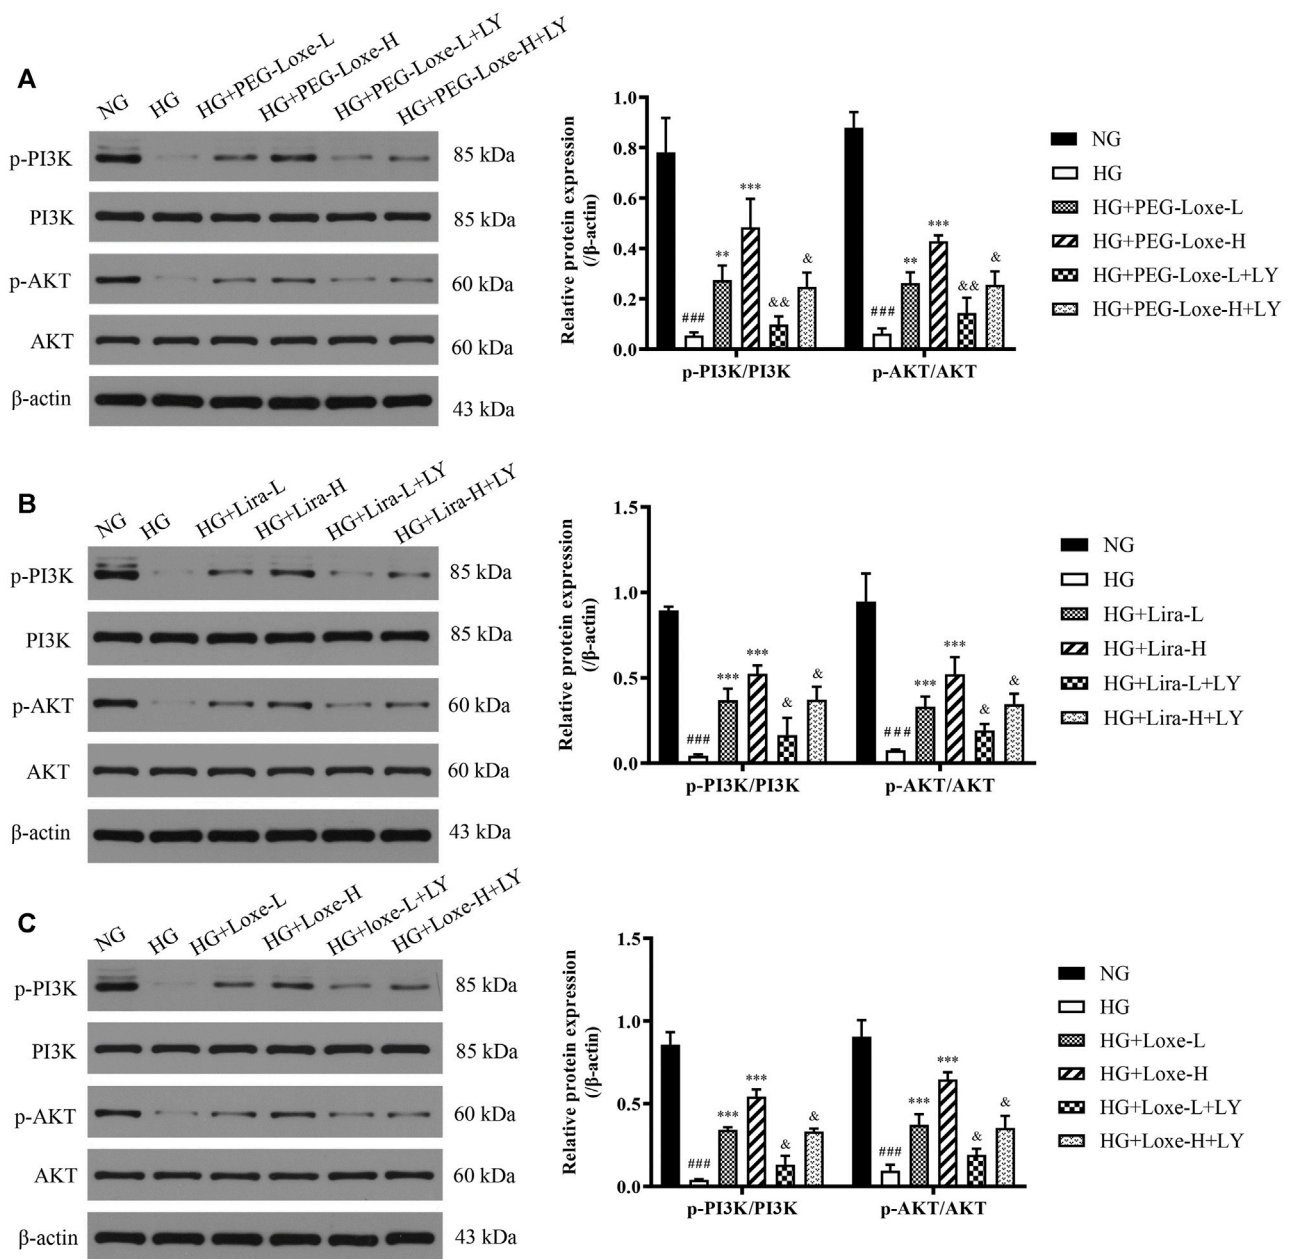 A
NG
HG
HG+PEG-Loxe-L
HG+PEG-Loxe-H
HG+PEG-Loxe-L+LY
HG+PEG-Loxe-H+LY
p-PI3K
85 kDa
PI3K
85 kDa
p-AKT
60 kDa
AKT
60 kDa
β-actin
43 kDa
Relative protein expression
(/β-actin)
1.0
0.8
0.6
0.4
0.2
0.0
###
**
***
&&
&
###
**
***
&&
&
p-PI3K/PI3K
p-AKT/AKT
NG
HG
HG+PEG-Loxe-L
HG+PEG-Loxe-H
HG+PEG-Loxe-L+LY
HG+PEG-Loxe-H+LY
B
NG
HG
HG+Lira-L
HG+Lira-H
HG+Lira-L+LY
HG+Lira-H+LY
p-PI3K
85 kDa
PI3K
85 kDa
p-AKT
60 kDa
AKT
60 kDa
β-actin
43 kDa
Relative protein expression
(/β-actin)
1.5
1.0
0.5
0.0
###
***
***
&
&
###
***
***
&
&
p-PI3K/PI3K
p-AKT/AKT
NG
HG
HG+Lira-L
HG+Lira-H
HG+Lira-L+LY
HG+Lira-H+LY
C
NG
HG
HG+Loxe-L
HG+Loxe-H
HG+loxe-L+LY
HG+Loxe-H+LY
p-PI3K
85 kDa
PI3K
85 kDa
p-AKT
60 kDa
AKT
60 kDa
β-actin
43 kDa
Relative protein expression
(/β-actin)
1.5
1.0
0.5
0.0
###
***
***
&
&
###
***
***
&
&
p-PI3K/PI3K
p-AKT/AKT
NG
HG
HG+Loxe-L
HG+Loxe-H
HG+Loxe-L+LY
HG+Loxe-H+LY